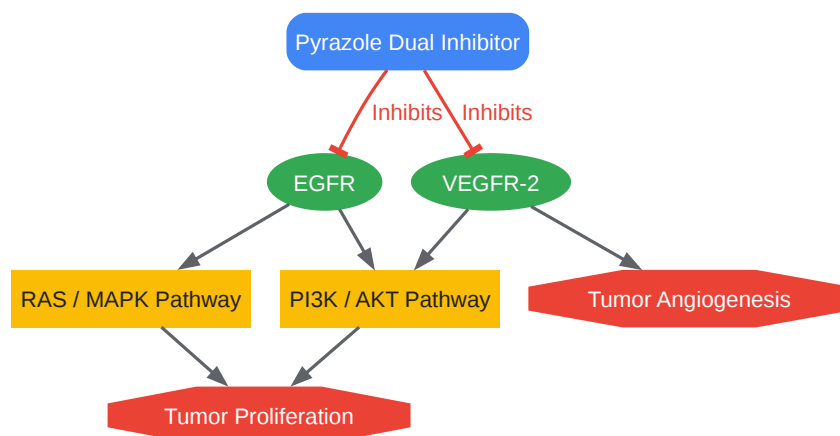 Pyrazole Dual Inhibitor
Inhibits
Inhibits
EGFR
VEGFR-2
RAS / MAPK Pathway
PI3K / AKT Pathway
Tumor Angiogenesis
Tumor Proliferation